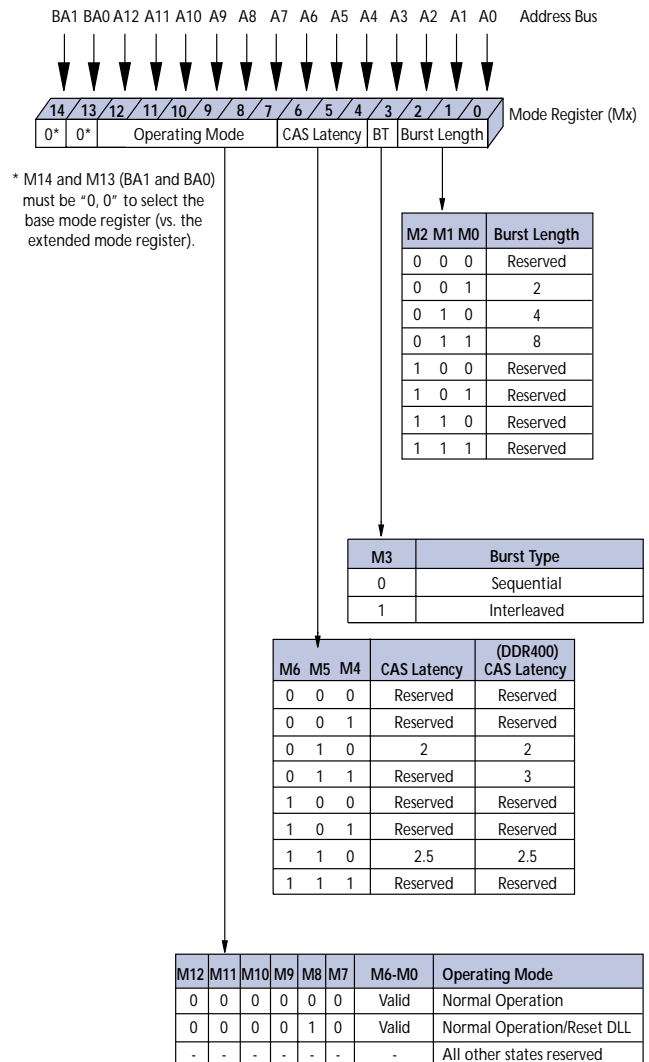 BA1 BA0 A12 A11 A10 A9 A8 A7 A6 A5 A4 A3 A2 A1 A0 Address Bus
14 13 12 11 10 9 8 7 6 5 4 3 2 1 0 Mode Register (Mx)
0* 0* Operating Mode CAS Latency BT Burst Length
* M14 and M13 (BA1 and BA0)
must be "0, 0" to select the
base mode register (vs. the
extended mode register).
M2 M1 M0 Burst Length
0 0 0 Reserved
0 0 1 2
0 1 0 4
0 1 1 8
1 0 0 Reserved
1 0 1 Reserved
1 1 0 Reserved
1 1 1 Reserved
M3 Burst Type
0 Sequential
1 Interleaved
M6 M5 M4 CAS Latency (DDR400) CAS Latency
0 0 0 Reserved Reserved
0 0 1 Reserved Reserved
0 1 0 2 2
0 1 1 Reserved 3
1 0 0 Reserved Reserved
1 0 1 Reserved Reserved
1 1 0 2.5 2.5
1 1 1 Reserved Reserved
M12 M11 M10 M9 M8 M7 M6-M0 Operating Mode
0 0 0 0 0 0 Valid Normal Operation
0 0 0 0 1 0 Valid Normal Operation/Reset DLL
- - - - - - - All other states reserved